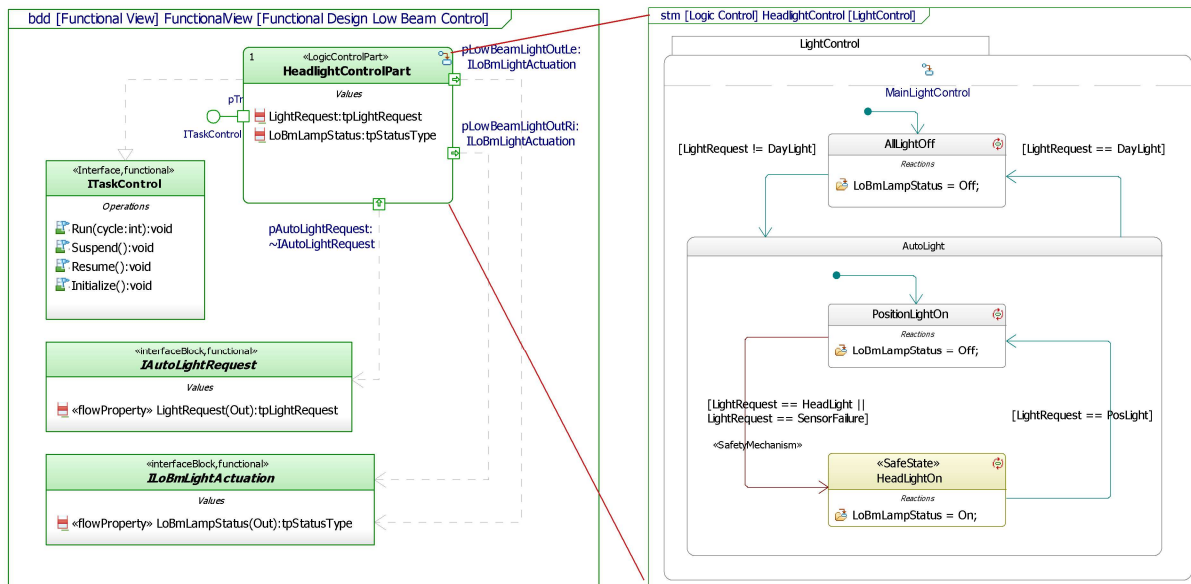 bdd [Functional View] FunctionalView [Functional Design Low Beam Control]
1
«LogicControlPart»
HeadlightControlPart
Values
LightRequest:tpLightRequest
LoBmLampStatus:tpStatusType
pTr
ITaskControl
pLowBeamLightOutLe:
ILoBmLightActuation
pLowBeamLightOutRi:
ILoBmLightActuation
pAutoLightRequest:
~IAutoLightRequest
«Interface,functional»
ITaskControl
Operations
Run(cycle:int):void
Suspend():void
Resume():void
Initialize():void
«interfaceBlock,functional»
IAutoLightRequest
Values
«flowProperty» LightRequest(Out):tpLightRequest
«interfaceBlock,functional»
ILoBmLightActuation
Values
«flowProperty» LoBmLampStatus(Out):tpStatusType
stm [Logic Control] HeadlightControl [LightControl]
LightControl
MainLightControl
AllLightOff
Reactions
LoBmLampStatus = Off;
[LightRequest != DayLight]
[LightRequest == DayLight]
AutoLight
PositionLightOn
Reactions
LoBmLampStatus = Off;
[LightRequest == HeadLight ||
LightRequest == SensorFailure]
«SafetyMechanism»
[LightRequest == PosLight]
«SafeState»
HeadLightOn
Reactions
LoBmLampStatus = On;